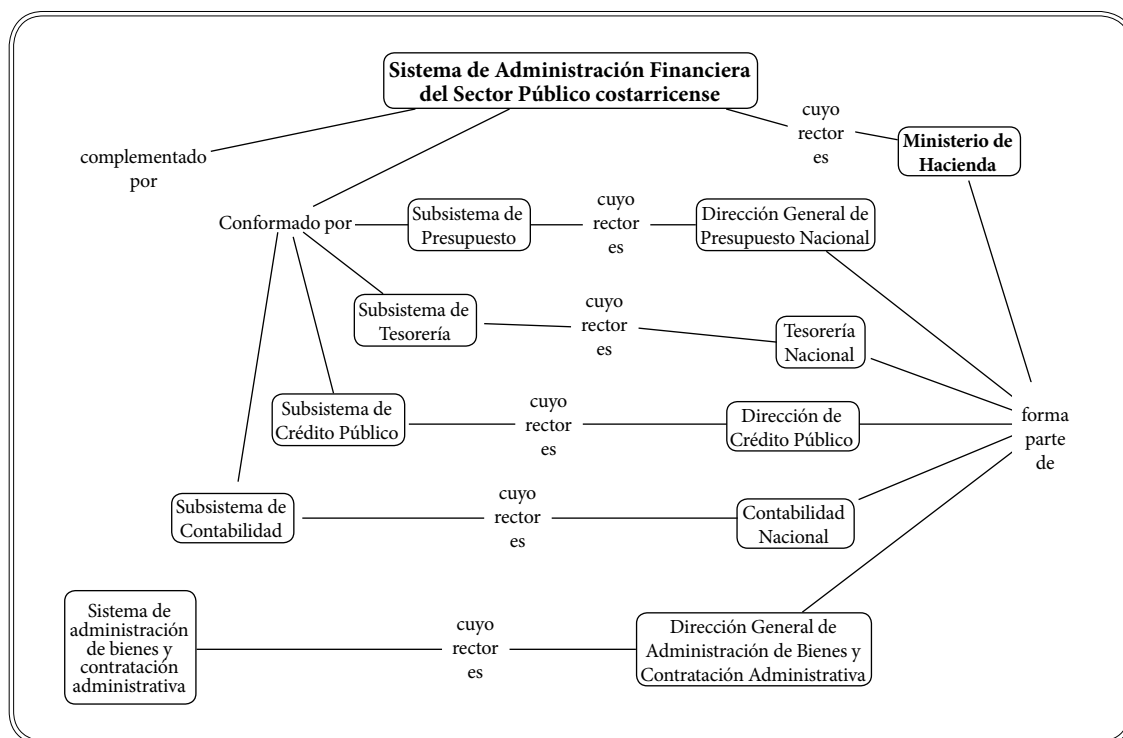 Sistema de Administración Financiera
del Sector Público costarricense
cuyo
rector
es
Ministerio de
Hacienda
complementado
por
Conformado por
Subsistema de
Presupuesto
cuyo
rector
es
Dirección General de
Presupuesto Nacional
Subsistema de
Tesorería
cuyo
rector
es
Tesorería
Nacional
Subsistema de
Crédito Público
cuyo
rector
es
Dirección de
Crédito Público
forma
parte
de
Subsistema de
Contabilidad
cuyo
rector
es
Contabilidad
Nacional
Sistema de
administración
de bienes y
contratación
administrativa
cuyo
rector
es
Dirección General de
Administración de Bienes y
Contratación Administrativa